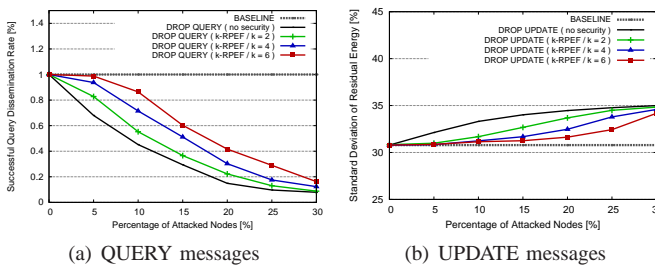 BASELINE
DROP QUERY ( no security )
DROP QUERY ( k-RPEF / k = 2 )
DROP QUERY ( k-RPEF / k = 4 )
DROP QUERY ( k-RPEF / k = 6 )
Successful Query Dissemination Rate [%]
1.4
1.2
1
0.8
0.6
0.4
0.2
0
0 5 10 15 20 25 30
Percentage of Attacked Nodes [%]
(a) QUERY messages
BASELINE
DROP UPDATE ( no security )
DROP UPDATE ( k-RPEF / k = 2 )
DROP UPDATE ( k-RPEF / k = 4 )
DROP UPDATE ( k-RPEF / k = 6 )
Standard Deviation of Residual Energy [%]
45%
40%
35%
30%
25%
0 5 10 15 20 25 3
Percentage of Attacked Nodes [%]
(b) UPDATE messages